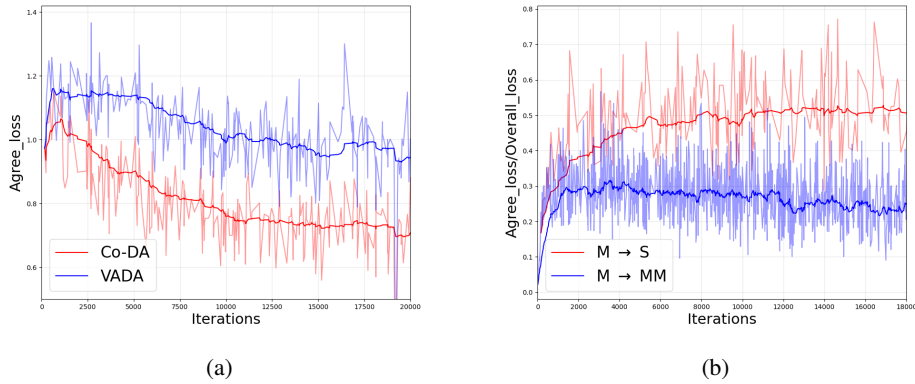 1.4
1.2
1.0
0.8
0.6
Agree_loss
Co-DA
VADA
0 2500 5000 7500 10000 12500 15000 17500 20000
Iterations
(a)
0.8
0.7
0.6
0.5
0.4
0.3
0.2
0.1
0.0
Agree_loss/Overall_loss
M → S
M → MM
0 2000 4000 6000 8000 10000 12000 14000 16000 18000
Iterations
(b)